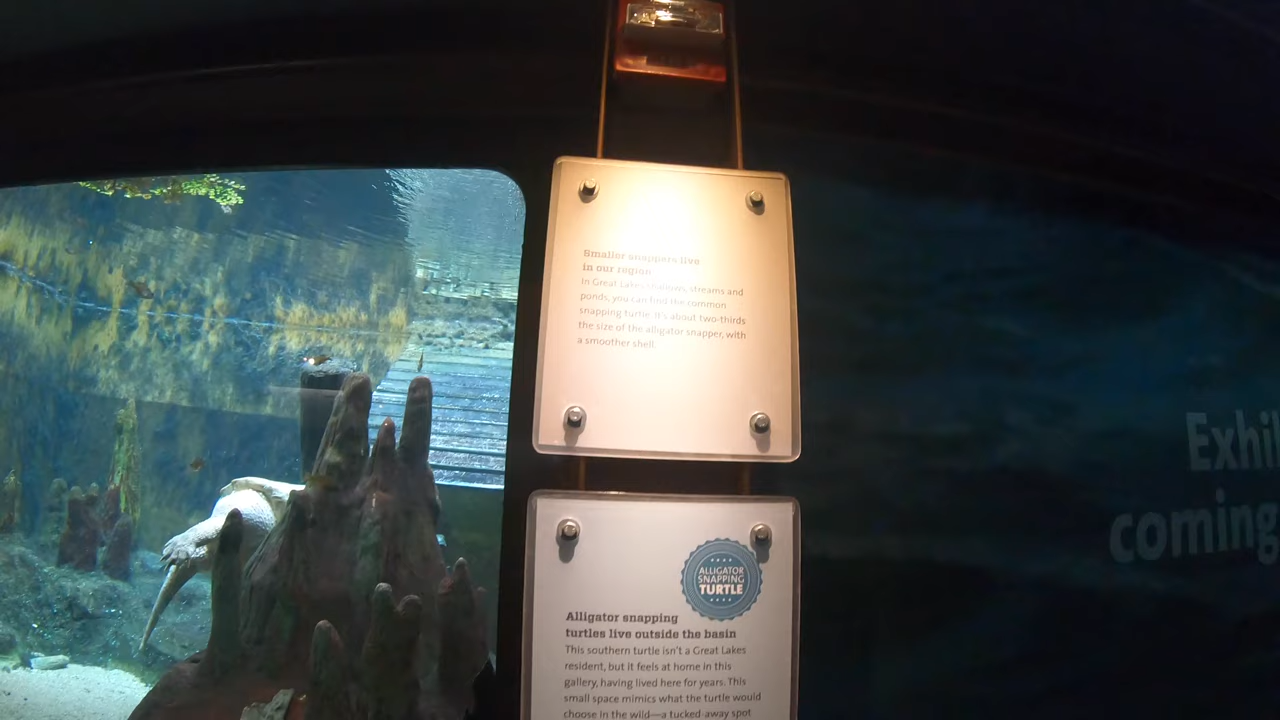 Smaller snappers live
in our region
In Great Lakes shallows, streams and
ponds, you can find the common
snapping turtle. It's about two-thirds
the size of the alligator snapper, with
a smoother shell.
ALLIGATOR
SNAPPING
TURTLE
Alligator snapping
turtles live outside the basin
This southern turtle isn't a Great Lakes
resident, but it feels at home in this
gallery, having lived here for years. This
small space mimics what the turtle would
choose in the wild—a tucked-away spot
Exhi
coming